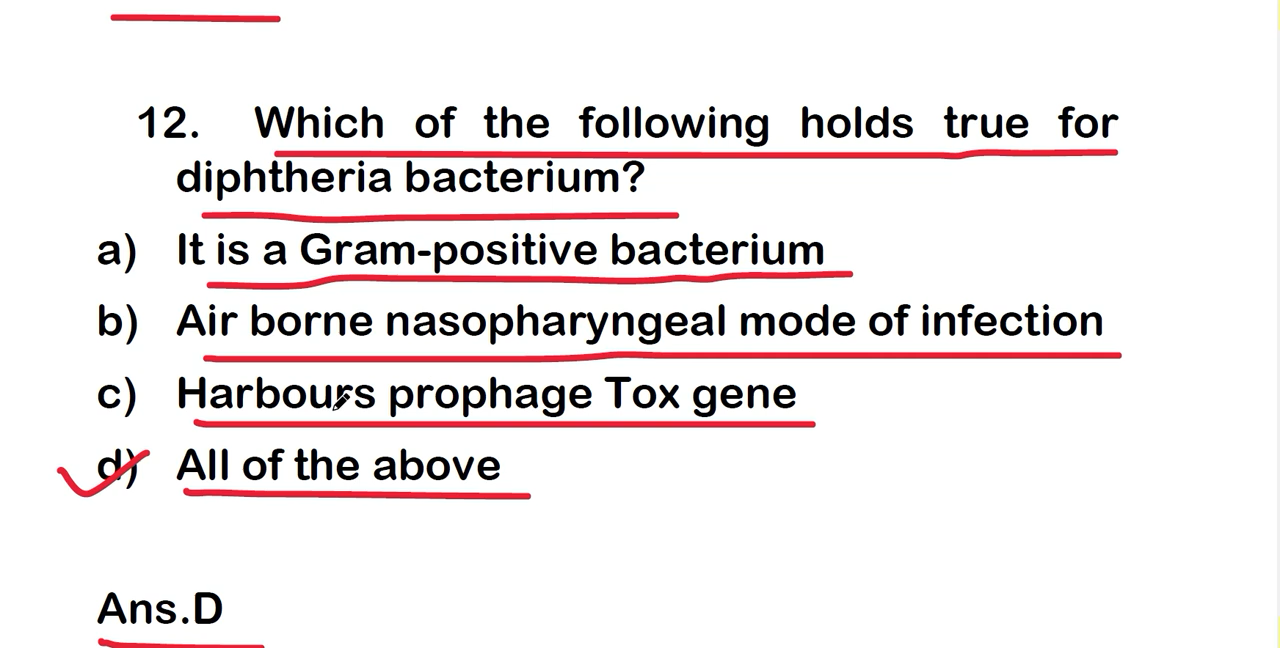 12. Which of the following holds true for
diphtheria bacterium?
a) It is a Gram-positive bacterium
b) Air borne nasopharyngeal mode of infection
c) Harbours prophage Tox gene
d) All of the above
Ans.D